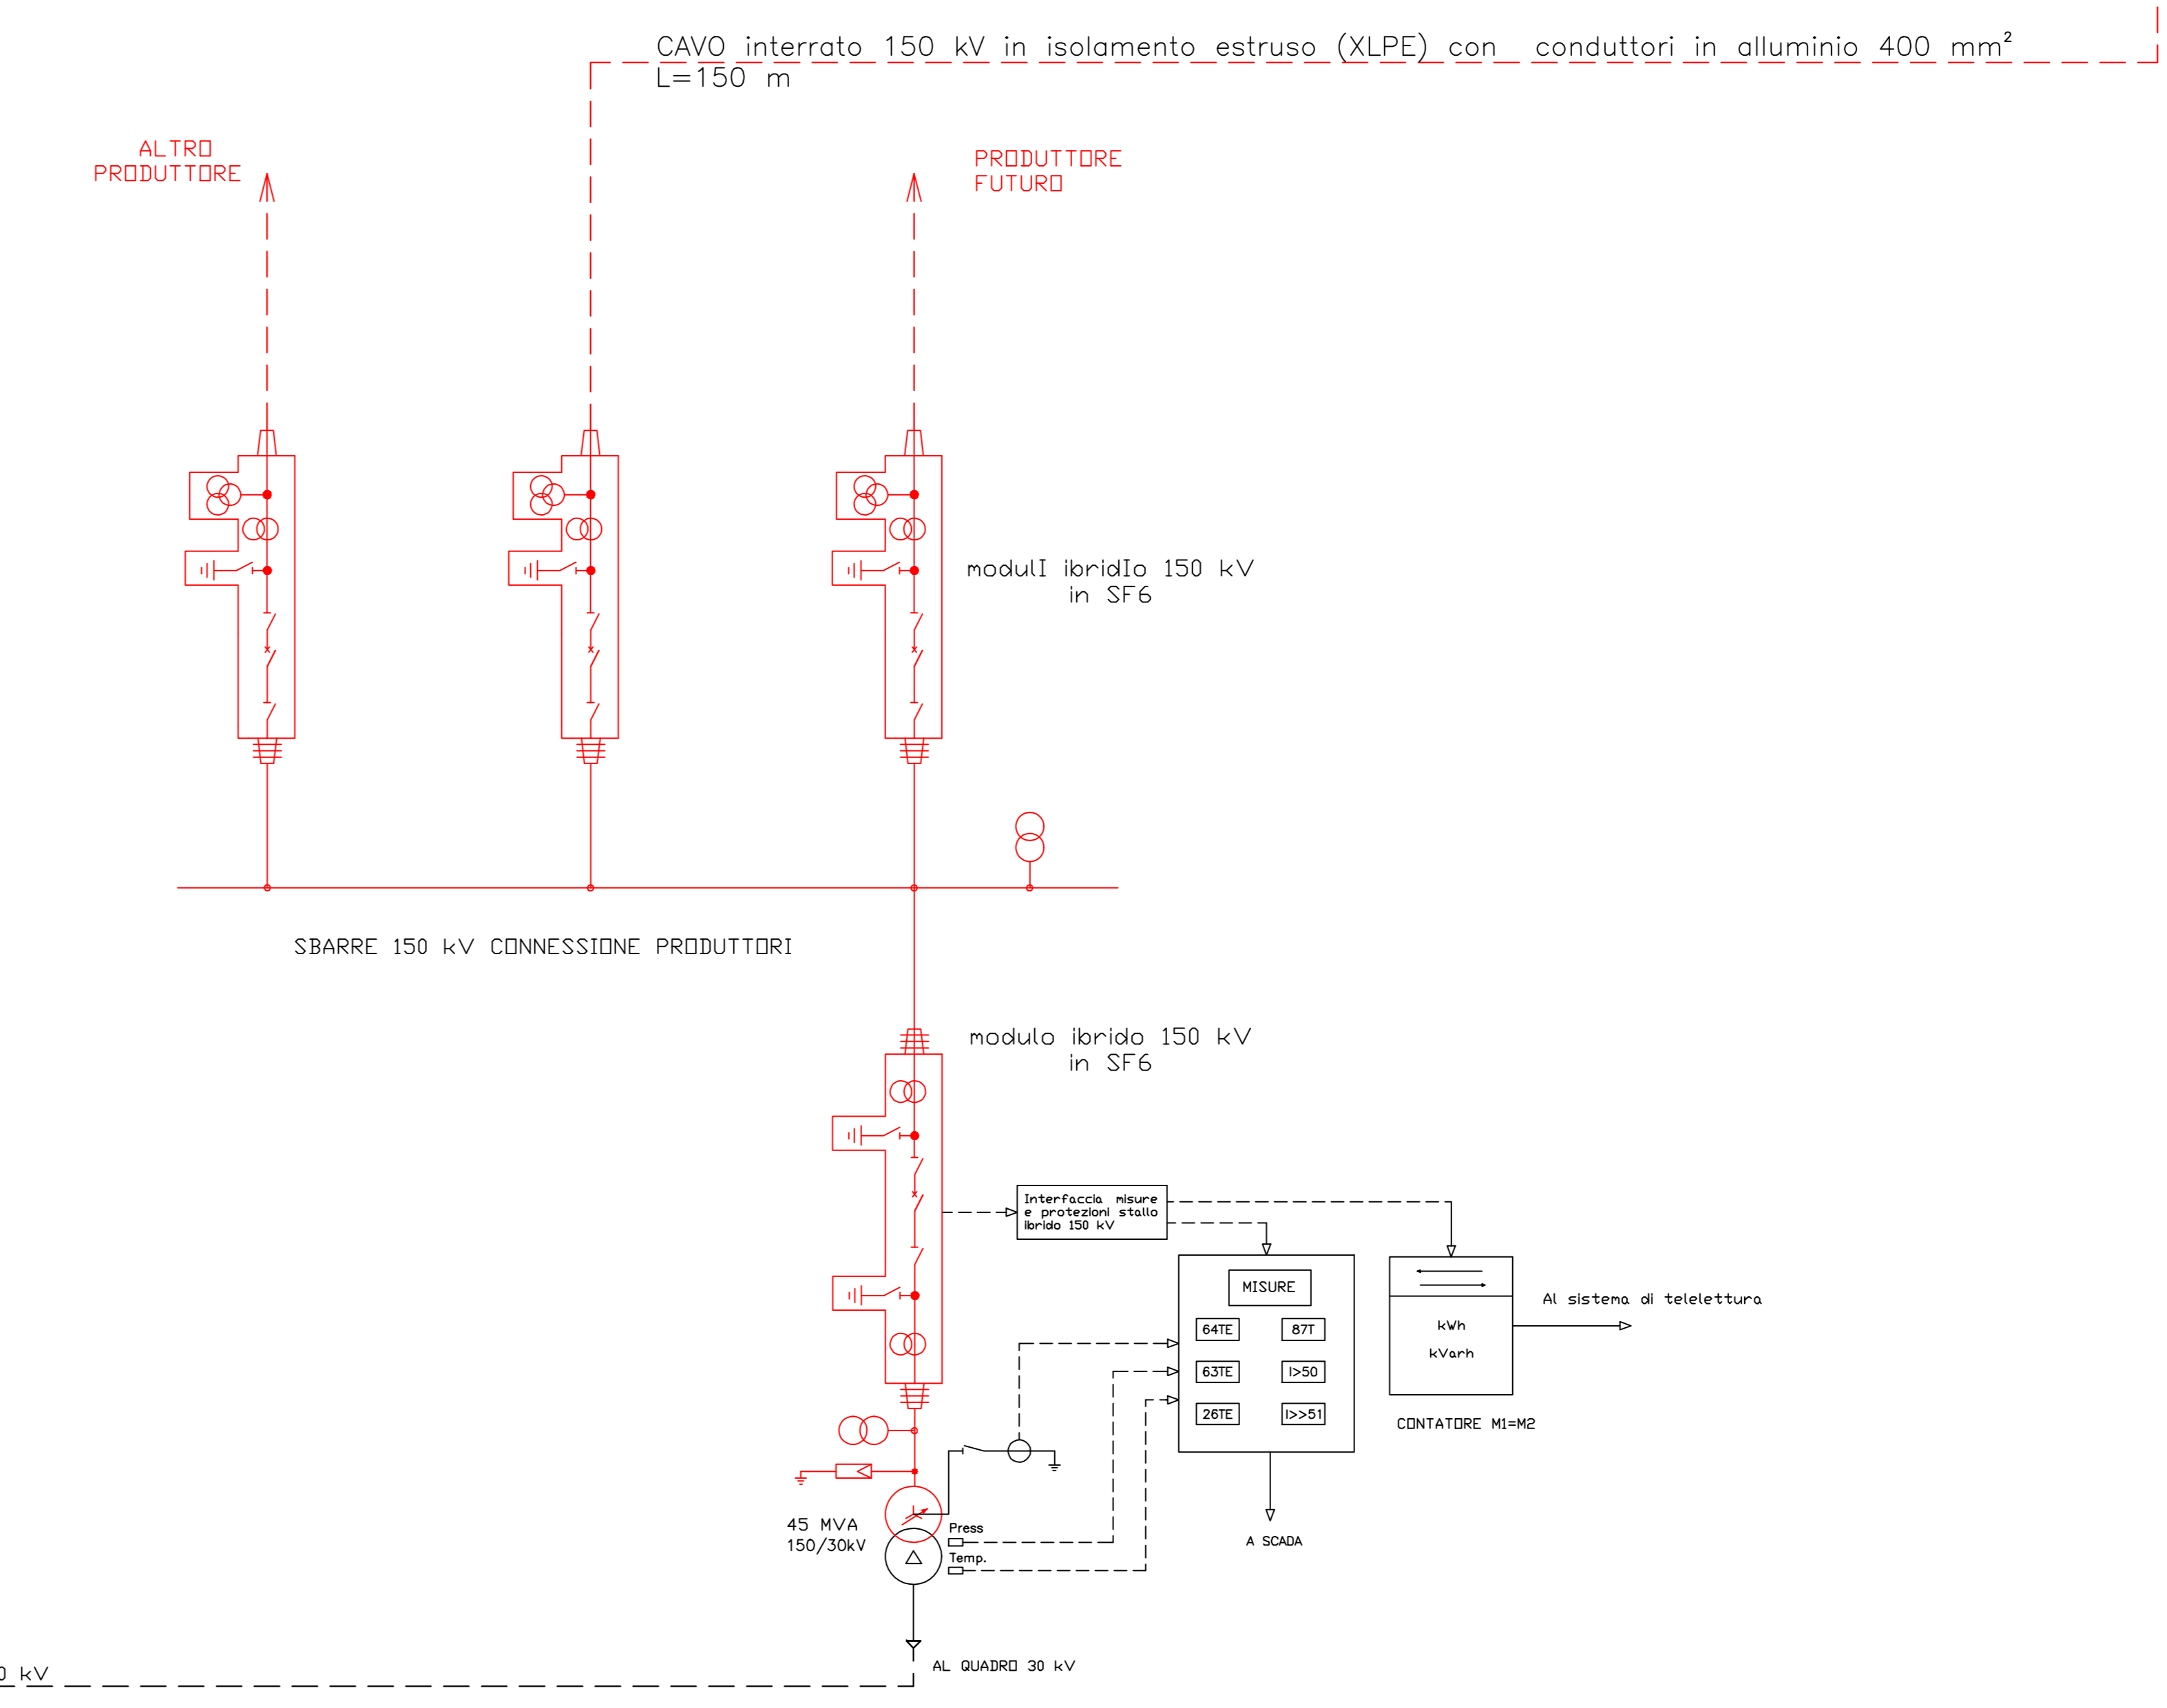 CAVO interrato 150 kV in isolamento estruso (XLPE) con conduttori in alluminio 400 mm²
L=150 m
ALTRO
PRODUTTORE
PRODUTTORE
FUTURO
modulI ibridIo 150 kV
in SF6
SBARRE 150 kV CONNESSIONE PRODUTTORI
modulo ibrido 150 kV
in SF6
Interfaccia misure
e protezioni stallo
ibrido 150 kV
MISURE
64TE 87T
63TE I>50
26TE I>>51
kWh
kVarh
Al sistema di telelettura
CONTATORE M1=M2
A SCADA
45 MVA
150/30kV
Press
Temp.
AL QUADRO 30 kV
0 kV